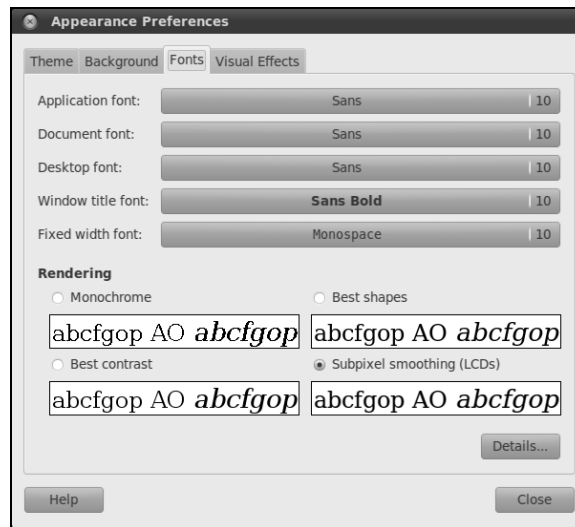 Appearance Preferences
Theme Background Fonts Visual Effects
Application font: Sans 10
Document font: Sans 10
Desktop font: Sans 10
Window title font: Sans Bold 10
Fixed width font: Monospace 10
Rendering
Monochrome Best shapes
abcfgop AO abcfgop abcfgop AO abcfgop
Best contrast Subpixel smoothing (LCDs)
abcfgop AO abcfgop abcfgop AO abcfgop
Details...
Help Close